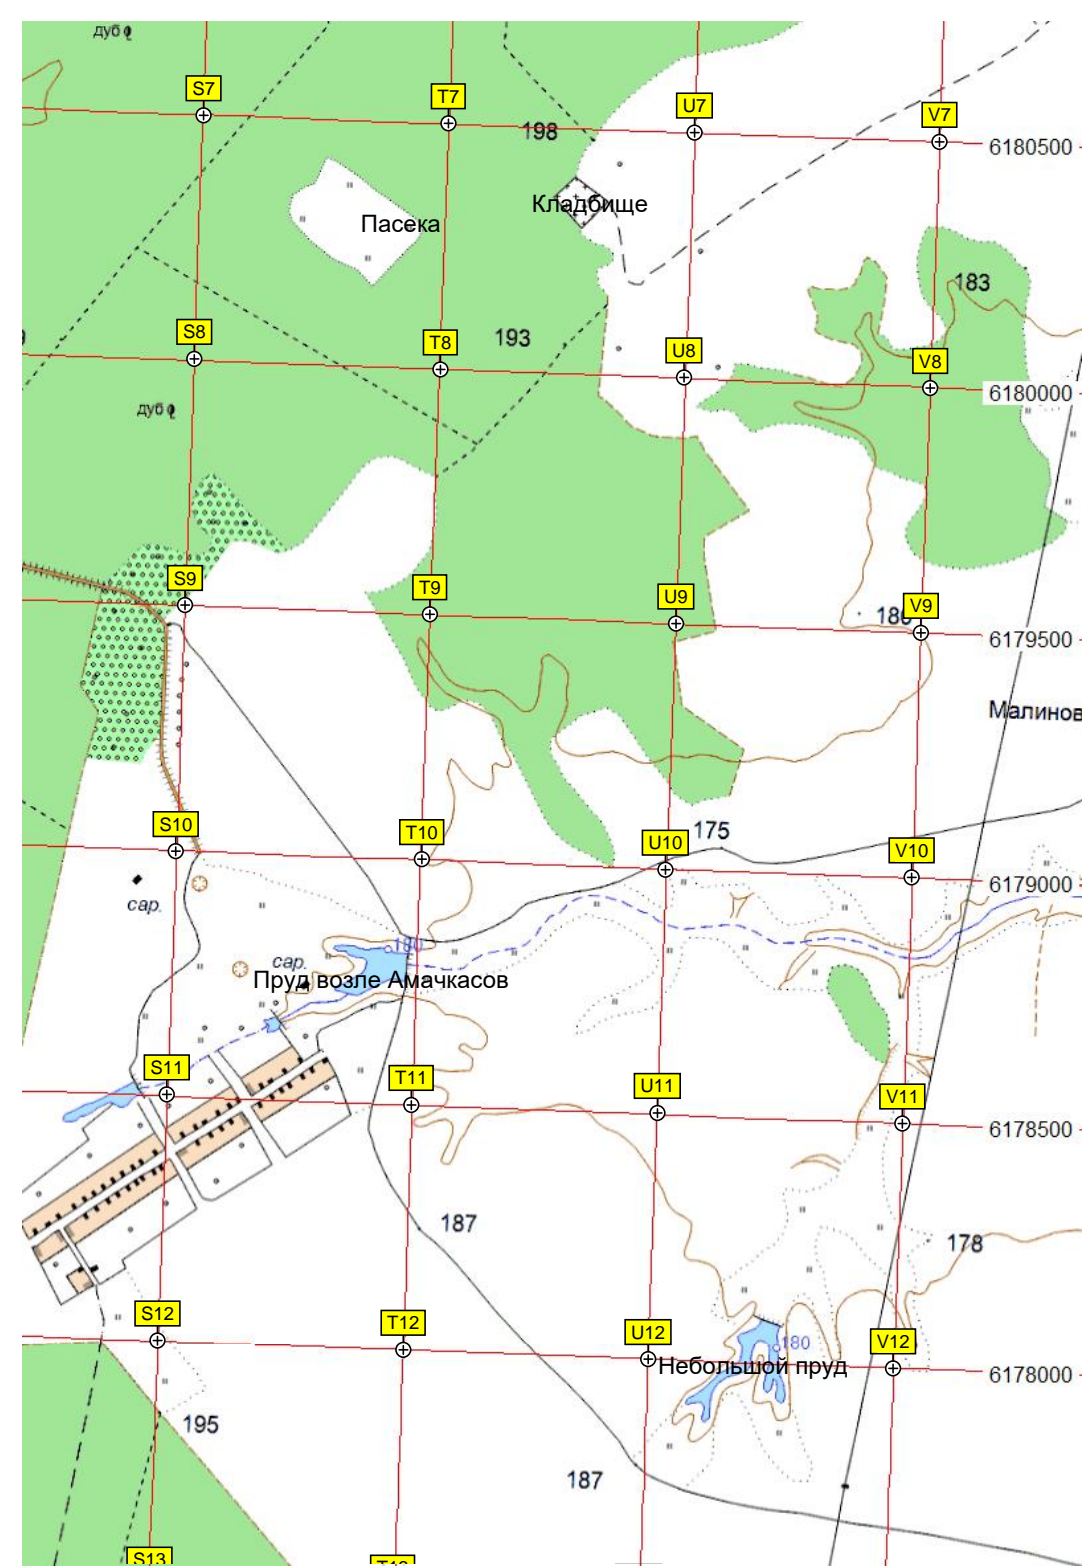 дуб
S7
T7
U7
V7
198
6180500
Кладбище
Пасека
183
S8
T8
U8
V8
193
6180000
дуб
S9
T9
U9
V9
180
6179500
Малинов
S10
T10
U10
V10
175
6179000
сар.
180
сар.
Пруд возле Амачкасов
S11
T11
U11
V11
6178500
187
178
S12
T12
U12
V12
180
Небольшой пруд
6178000
195
187
S13